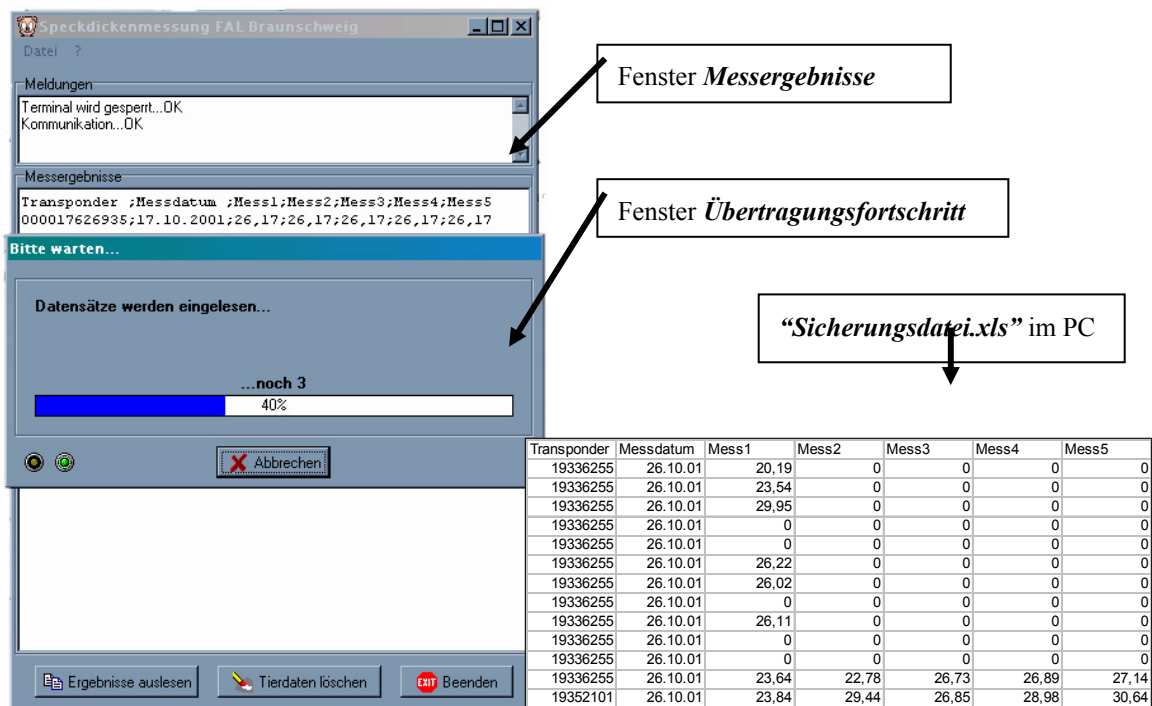 Speckdickenmessung FAL Braunschweig
Datei ?
Meldungen
Terminal wird gesperrt...OK
Kommunikation...OK
Messergebnisse
Transponder ;Messdatum ;Mess1;Mess2;Mess3;Mess4;Mess5
000017626935;17.10.2001;26,17;26,17;26,17;26,17;26,17
Bitte warten...
Datensätze werden eingelesen...
...noch 3
40%
Abbrechen
Ergebnisse auslesen
Tierdaten löschen
EXIT Beenden
Fenster Messergebnisse
Fenster Übertragungsfortschritt
“Sicherungsdatei.xls” im PC
Transponder Messdatum Mess1 Mess2 Mess3 Mess4 Mess5
19336255 26.10.01 20,19 0 0 0 0
19336255 26.10.01 23,54 0 0 0 0
19336255 26.10.01 29,95 0 0 0 0
19336255 26.10.01 0 0 0 0 0
19336255 26.10.01 0 0 0 0 0
19336255 26.10.01 26,22 0 0 0 0
19336255 26.10.01 26,02 0 0 0 0
19336255 26.10.01 0 0 0 0 0
19336255 26.10.01 26,11 0 0 0 0
19336255 26.10.01 0 0 0 0 0
19336255 26.10.01 0 0 0 0 0
19336255 26.10.01 23,64 22,78 26,73 26,89 27,14
19352101 26.10.01 23,84 29,44 26,85 28,98 30,64